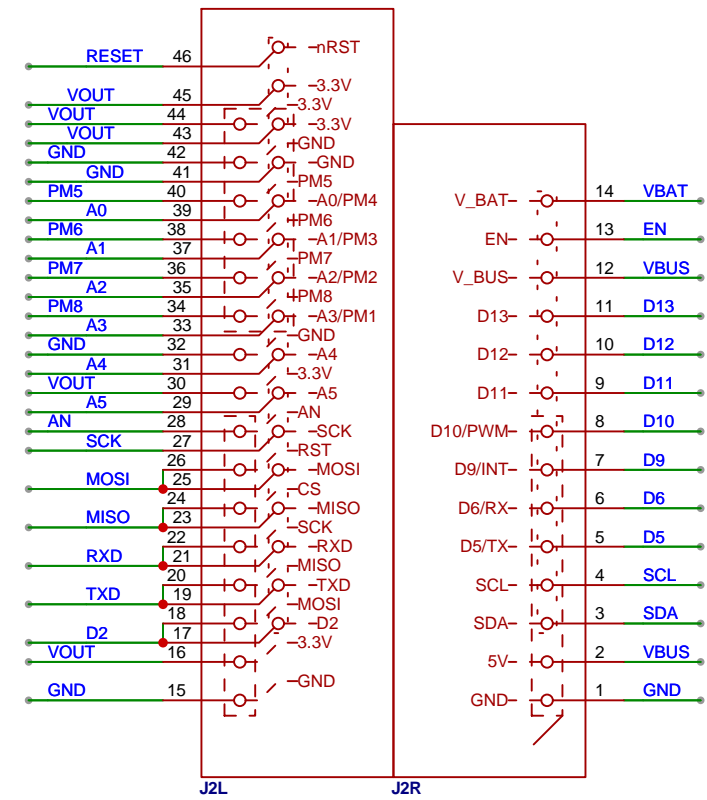 RESET 46 nRST
3.3V
VOUT 45
3.3V
VOUT 44 3.3V
VOUT 43
GND
GND 42 GND
GND 41
PM5
PM5 40 A0/PM4 V_BAT 14 VBAT
A0 39
PM6
PM6 38 A1/PM3 EN 13 EN
A1 37
PM7
PM7 36 A2/PM2 V_BUS 12 VBUS
A2 35
PM8
PM8 34 A3/PM1 D13 11 D13
A3 33
GND
GND 32 A4 D12 10 D12
A4 31
3.3V
VOUT 30 A5 D11 9 D11
A5 29
AN
AN 28 SCK D10/PWM 8 D10
SCK 27
RST
26 MOSI D9/INT 7 D9
MOSI 25
CS
24 MISO D6/RX 6 D6
MISO 23
SCK
22 RXD D5/TX 5 D5
RXD 21
MISO
20 TXD SCL 4 SCL
TXD 19
MOSI
18 D2 SDA 3 SDA
D2 17
3.3V
VOUT 16 5V 2 VBUS
GND
GND 15 GND 1 GND
J2L J2R